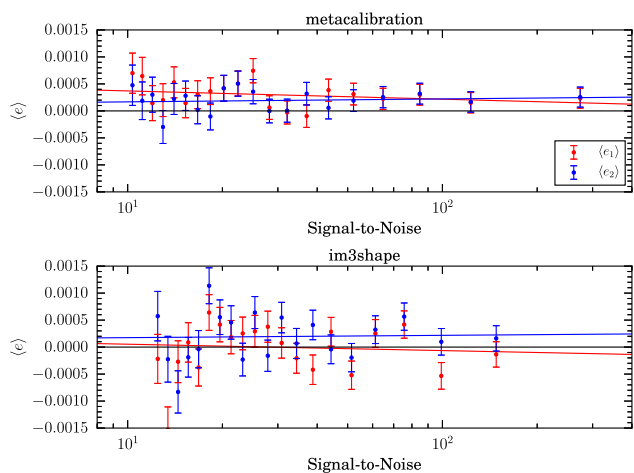 metacalibration
0.0015
0.0010
0.0005
0.0000
−0.0005
−0.0010
−0.0015
⟨e⟩
10¹
10²
Signal-to-Noise
⟨e₁⟩
⟨e₂⟩
im3shape
0.0015
0.0010
0.0005
0.0000
−0.0005
−0.0010
−0.0015
⟨e⟩
10¹
10²
Signal-to-Noise